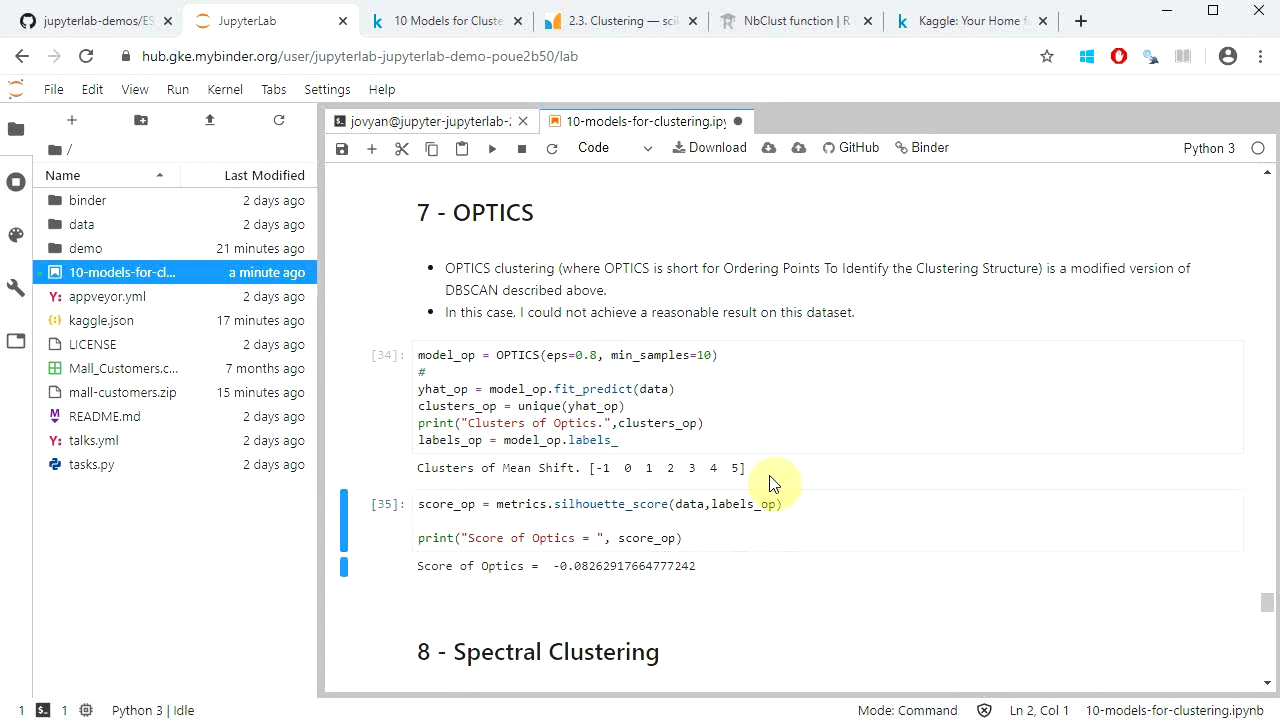 jupyterlab-demos/ES
JupyterLab
10 Models for Cluste
2.3. Clustering — sci
NbClust function | R
Kaggle: Your Home f
hub.gke.mybinder.org/user/jupyterlab-jupyterlab-demo-poue2b50/lab
File Edit View Run Kernel Tabs Settings Help
jovyan@jupyter-jupyterlab-
10-models-for-clustering.ipy
Code
Download
GitHub
Binder
Python 3
/
Name Last Modified
binder 2 days ago
data 2 days ago
demo 21 minutes ago
10-models-for-cl... a minute ago
appveyor.yml 2 days ago
kaggle.json 17 minutes ago
LICENSE 2 days ago
Mall_Customers.c... 7 months ago
mall-customers.zip 15 minutes ago
README.md 2 days ago
talks.yml 2 days ago
tasks.py 2 days ago
7 - OPTICS
OPTICS clustering (where OPTICS is short for Ordering Points To Identify the Clustering Structure) is a modified version of
DBSCAN described above.
In this case, I could not achieve a reasonable result on this dataset.
[34]: model_op = OPTICS(eps=0.8, min_samples=10)
#
yhat_op = model_op.fit_predict(data)
clusters_op = unique(yhat_op)
print("Clusters of Optics.",clusters_op)
labels_op = model_op.labels_
Clusters of Mean Shift. [-1 0 1 2 3 4 5]
[35]: score_op = metrics.silhouette_score(data,labels_op)
print("Score of Optics = ", score_op)
Score of Optics = -0.08262917664777242
8 - Spectral Clustering
1 1 Python 3 | Idle
Mode: Command Ln 2, Col 1 10-models-for-clustering.ipynb